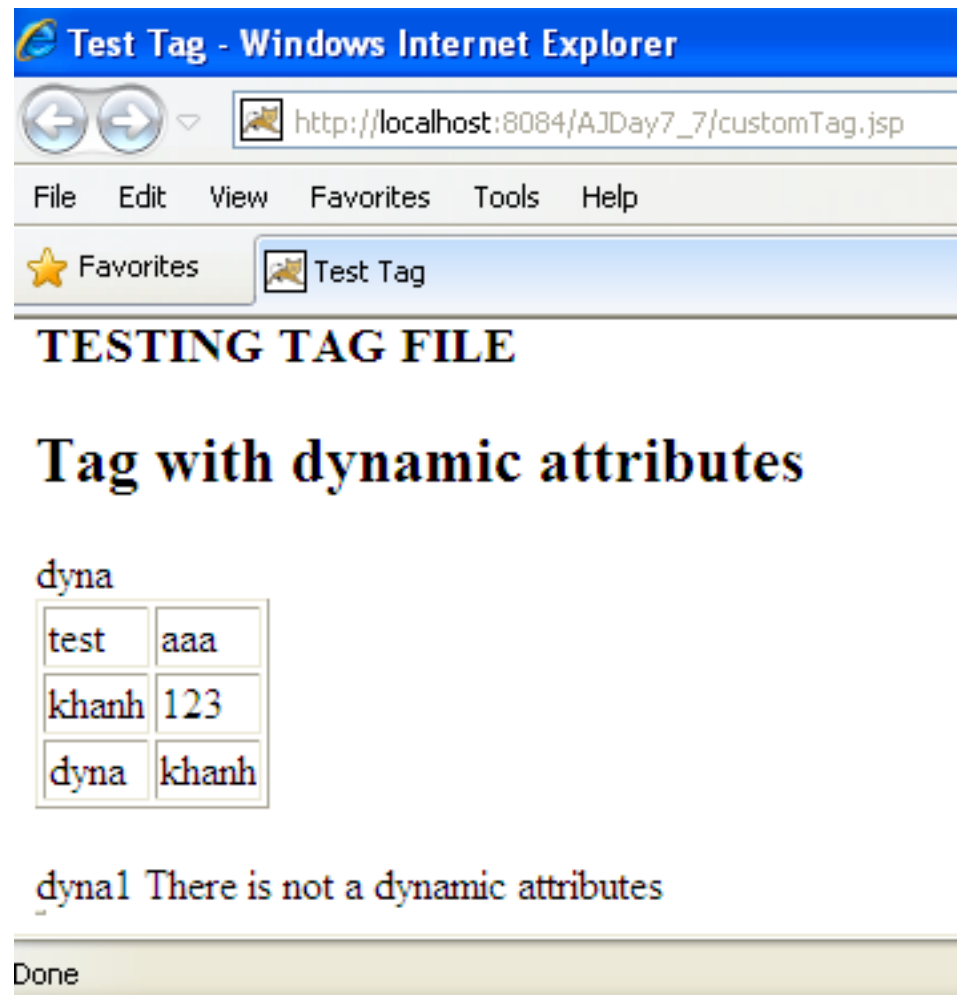 Test Tag - Windows Internet Explorer
http://localhost:8084/AJDay7_7/customTag.jsp
File Edit View Favorites Tools Help
Favorites Test Tag
TESTING TAG FILE
Tag with dynamic attributes
dyna
test aaa
khanh 123
dyna khanh
dyna1 There is not a dynamic attributes
Done